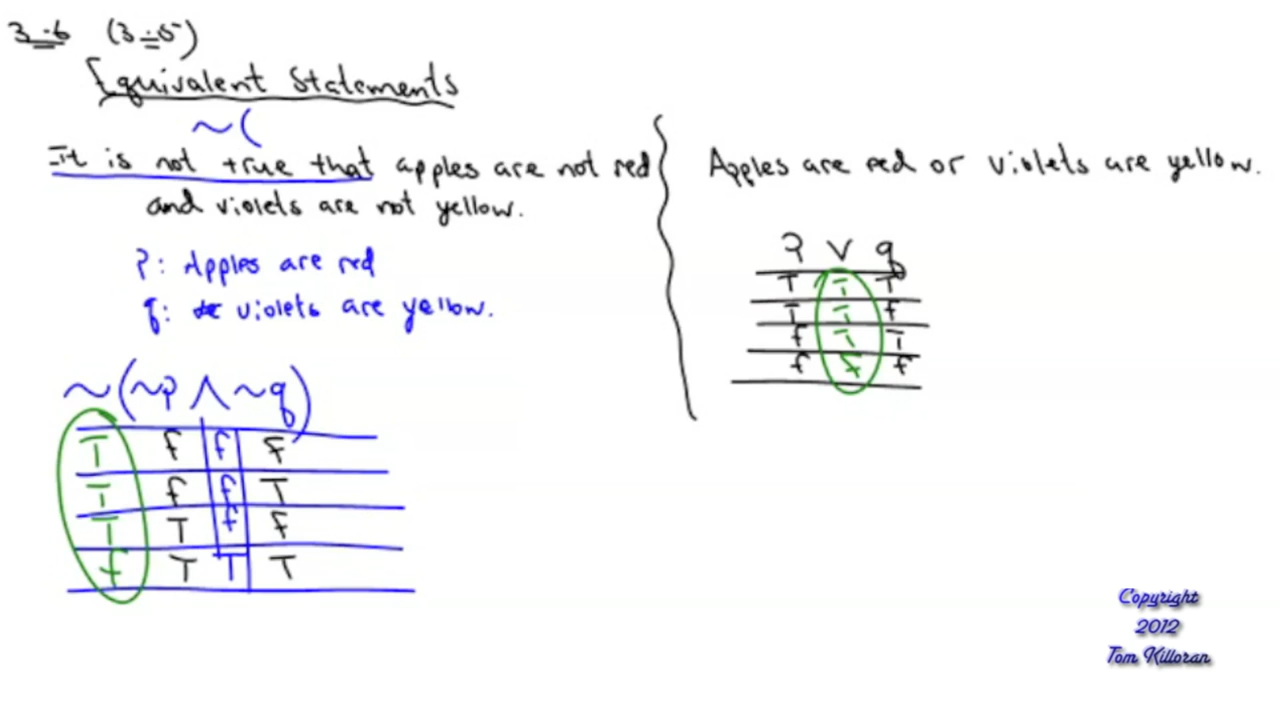 3-6 (3-5)
Equivalent Statements
~(
It is not true that apples are not red
and violets are not yellow.
P: Apples are red
q: violets are yellow.
~(~p ∧ ~q)
T f f f
T f f T
T T f f
f T T T
Apples are red or violets are yellow.
P V q
T T T
T T f
f T T
f f f
Copyright
2012
Tom Killoran